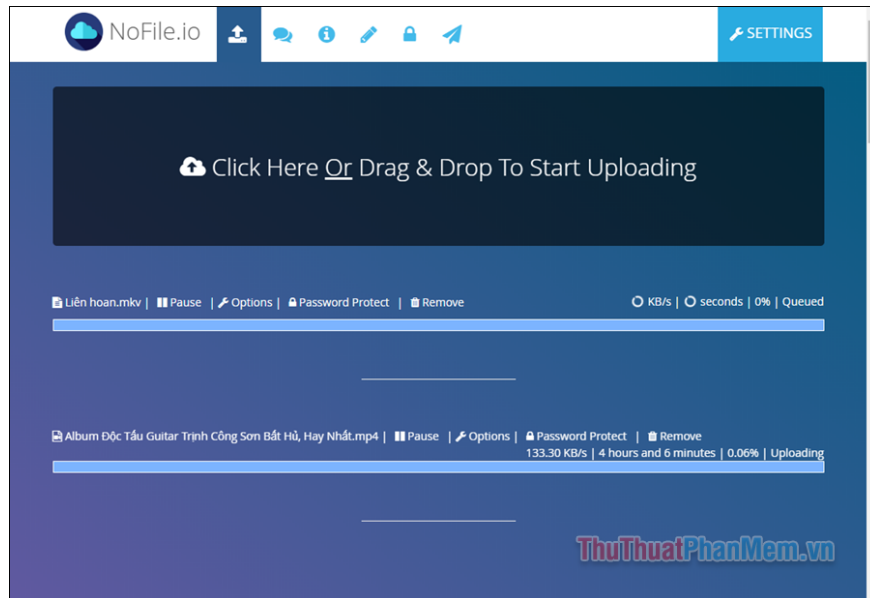 NoFile.io
SETTINGS
Click Here Or Drag & Drop To Start Uploading
Liên hoan.mkv | Pause | Options | Password Protect | Remove
KB/s | seconds | 0% | Queued
Album Độc Tấu Guitar Trịnh Công Sơn Bất Hủ, Hay Nhất.mp4 | Pause | Options | Password Protect | Remove
133.30 KB/s | 4 hours and 6 minutes | 0.06% | Uploading
ThuThuatPhanMem.vn